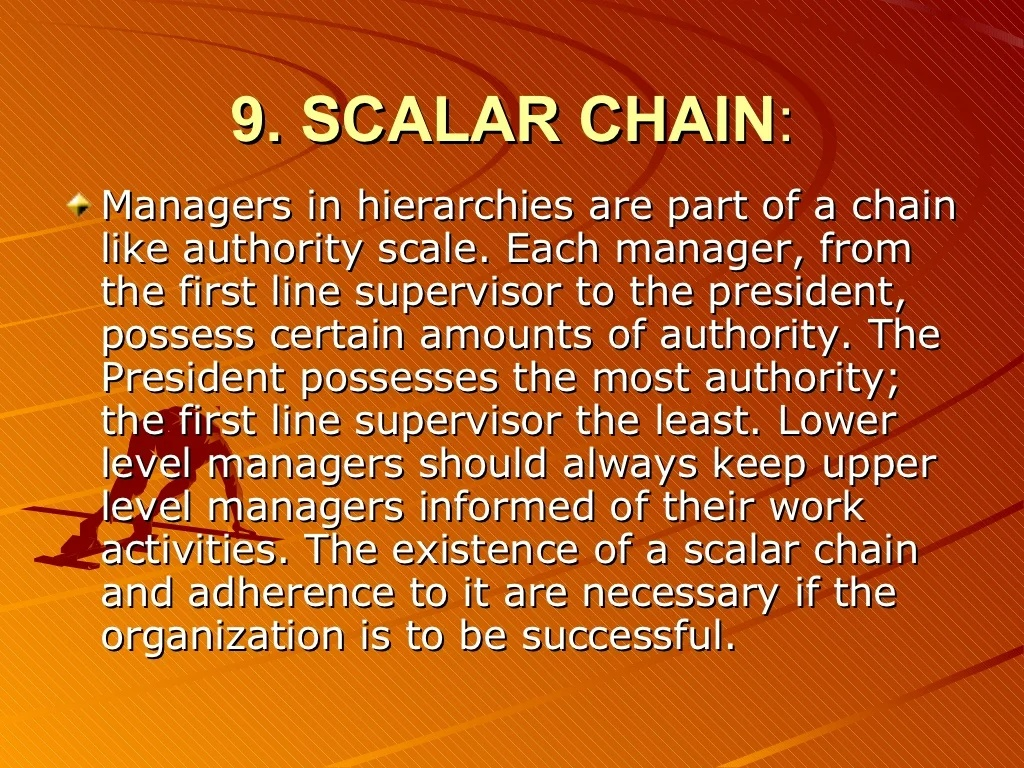 9. SCALAR CHAIN:
Managers in hierarchies are part of a chain
like authority scale. Each manager, from
the first line supervisor to the president,
possess certain amounts of authority. The
President possesses the most authority;
the first line supervisor the least. Lower
level managers should always keep upper
level managers informed of their work
activities. The existence of a scalar chain
and adherence to it are necessary if the
organization is to be successful.